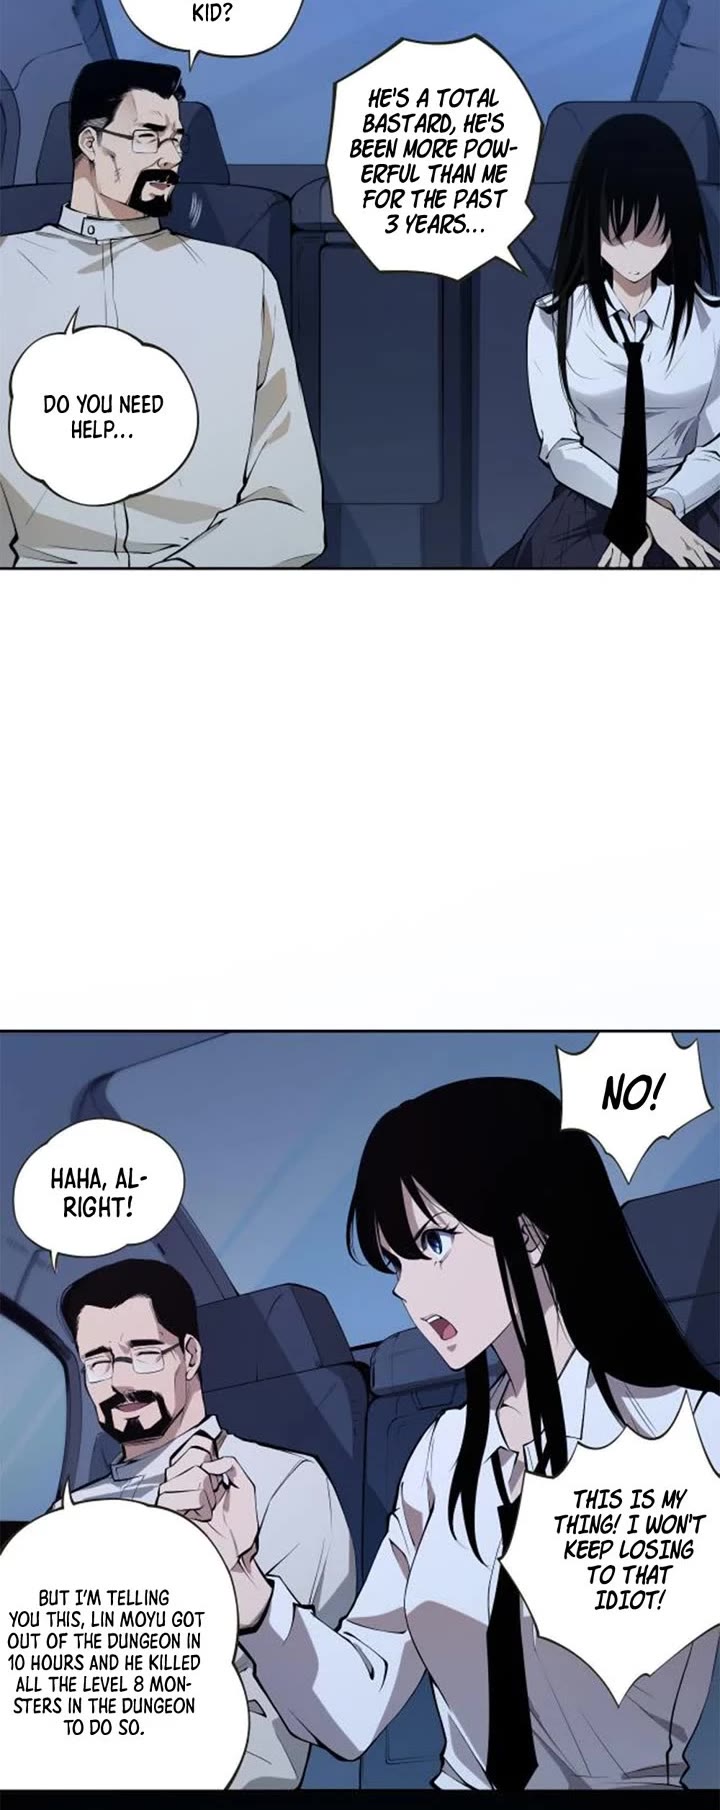 KID?
HE'S A TOTAL
BASTARD, HE'S
BEEN MORE POW-
ERFUL THAN ME
FOR THE PAST
3 YEARS...
DO YOU NEED
HELP...
NO!
HAHA, AL-
RIGHT!
THIS IS MY
THING! I WON'T
KEEP LOSING
TO THAT
IDIOT!
BUT I'M TELLING
YOU THIS, LIN MOYU GOT
OUT OF THE DUNGEON IN
10 HOURS AND HE KILLED
ALL THE LEVEL 8 MON-
STERS IN THE DUNGEON
TO DO SO.